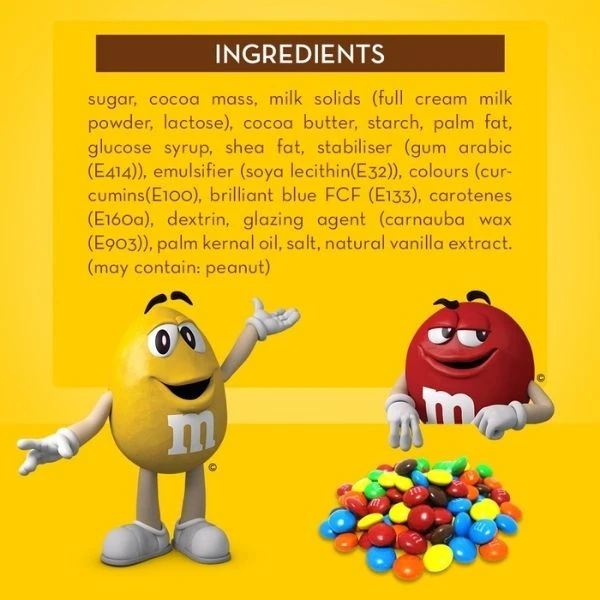 INGREDIENTS
sugar, cocoa mass, milk solids (full cream milk
powder, lactose), cocoa butter, starch, palm fat,
glucose syrup, shea fat, stabiliser (gum arabic
(E414)), emulsifier (soya lecithin(E32)), colours (cur-
cumins(E100), brilliant blue FCF (E133), carotenes
(E160a), dextrin, glazing agent (carnauba wax
(E903)), palm kernal oil, salt, natural vanilla extract.
(may contain: peanut)
m
©
m
©